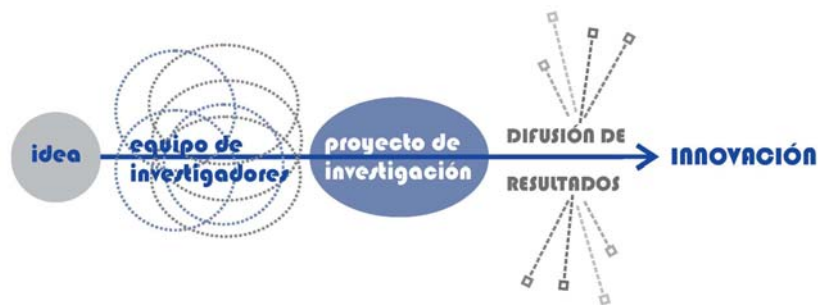 idea
equipo de
investigadores
proyecto de
investigación
DIFUSIÓN DE
RESULTADOS
INNOVACIÓN